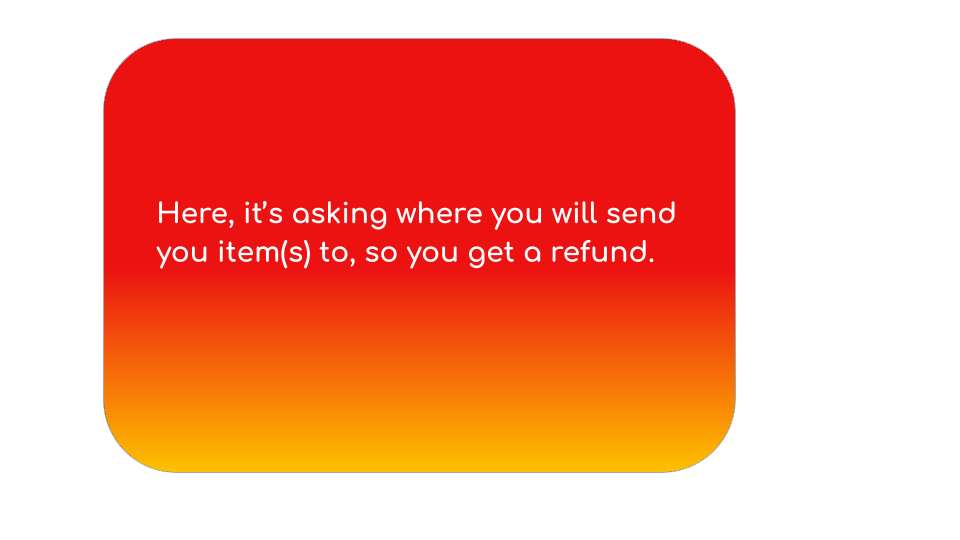 Here, it’s asking where you will send
you item(s) to, so you get a refund.